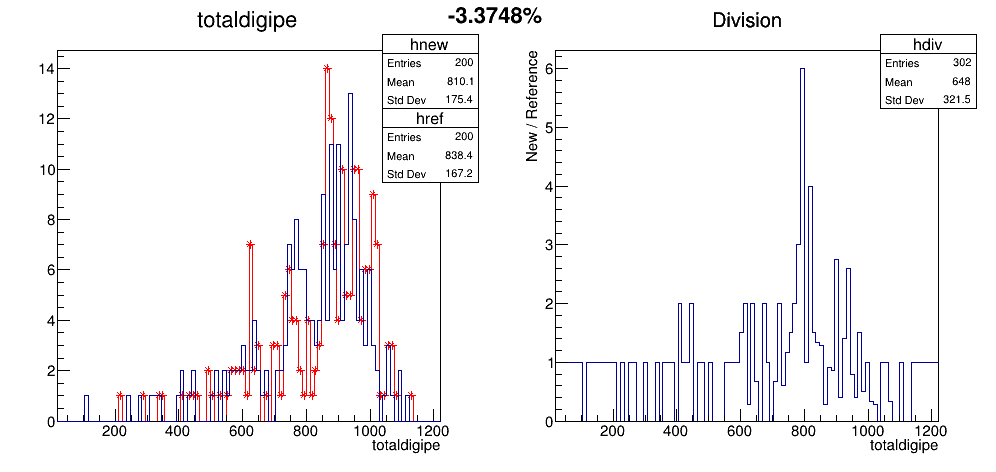 -3.3748%
totaldigipe
hnew
Entries 200
Mean 810.1
Std Dev 175.4
href
Entries 200
Mean 838.4
Std Dev 167.2
14
12
10
8
6
4
2
0
200 400 600 800 1000 1200
totaldigipe
Division
hdiv
Entries 302
Mean 648
Std Dev 321.5
New / Reference
6
5
4
3
2
1
0
200 400 600 800 1000 1200
totaldigipe